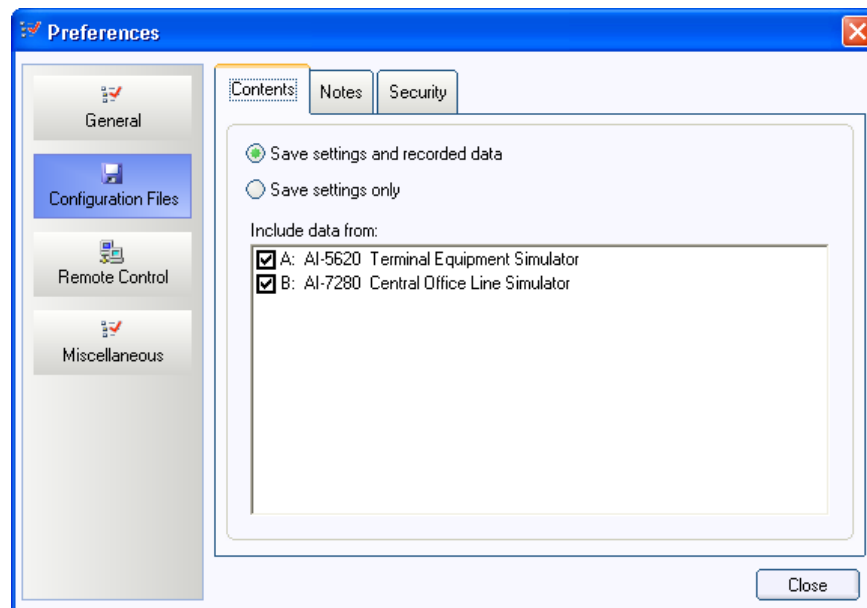 Preferences
General
Configuration Files
Remote Control
Miscellaneous
Contents Notes Security
Save settings and recorded data
Save settings only
Include data from:
A: AI-5620 Terminal Equipment Simulator
B: AI-7280 Central Office Line Simulator
Close